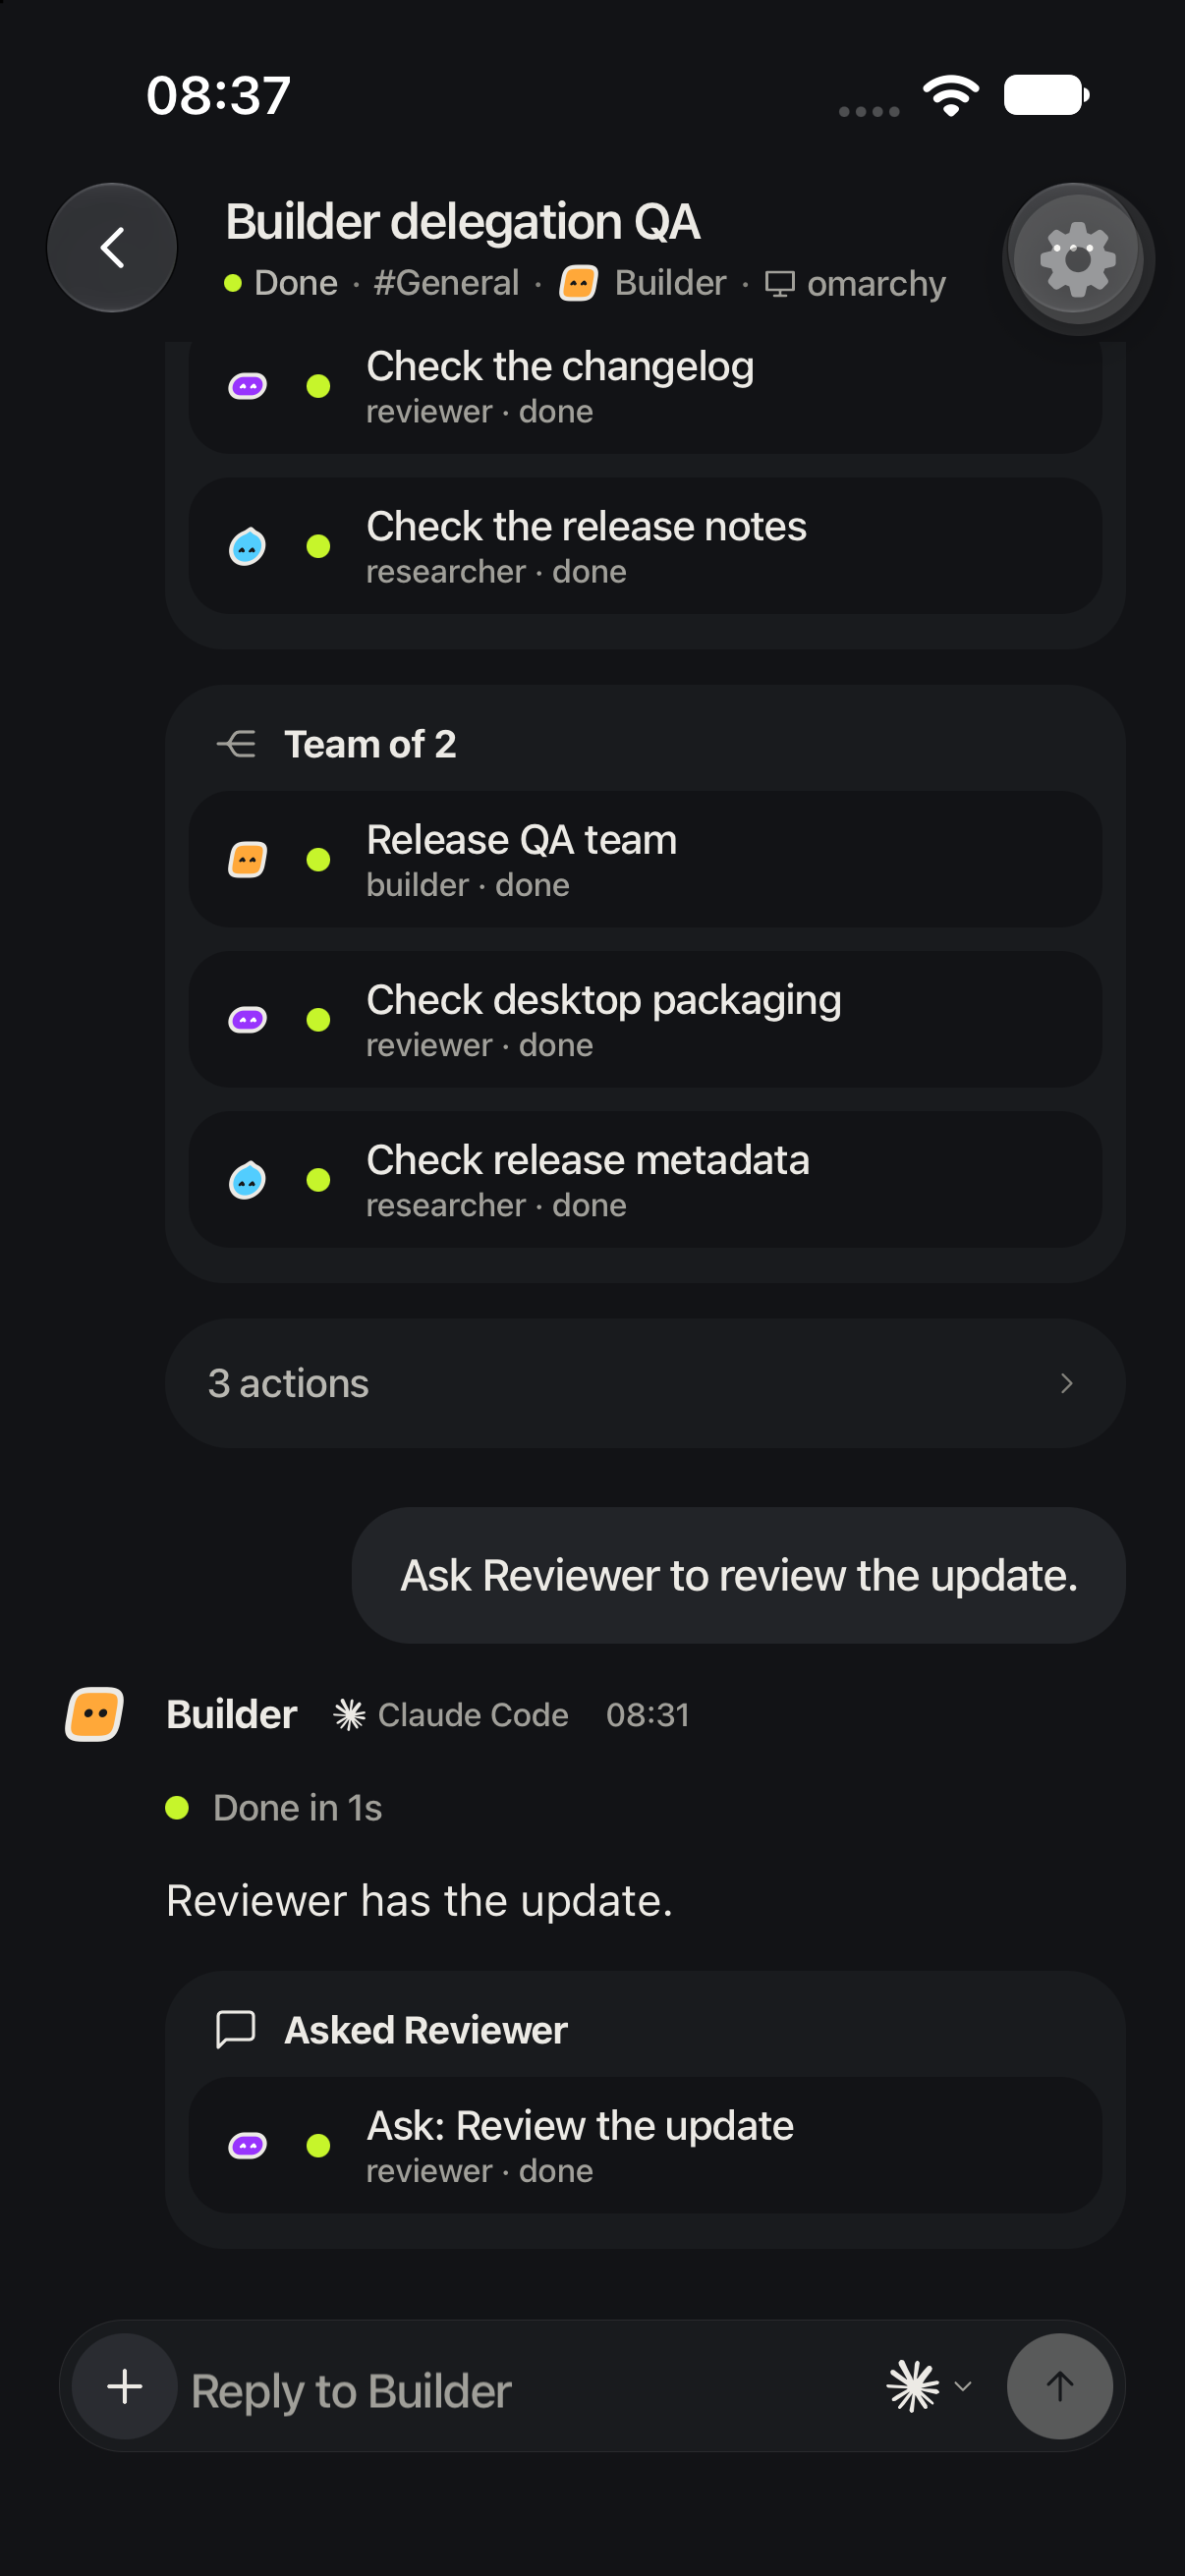 08:37
Builder delegation QA
Done · #General · Builder · omarchy
Check the changelog
reviewer · done
Check the release notes
researcher · done
Team of 2
Release QA team
builder · done
Check desktop packaging
reviewer · done
Check release metadata
researcher · done
3 actions
Ask Reviewer to review the update.
Builder Claude Code 08:31
Done in 1s
Reviewer has the update.
Asked Reviewer
Ask: Review the update
reviewer · done
Reply to Builder